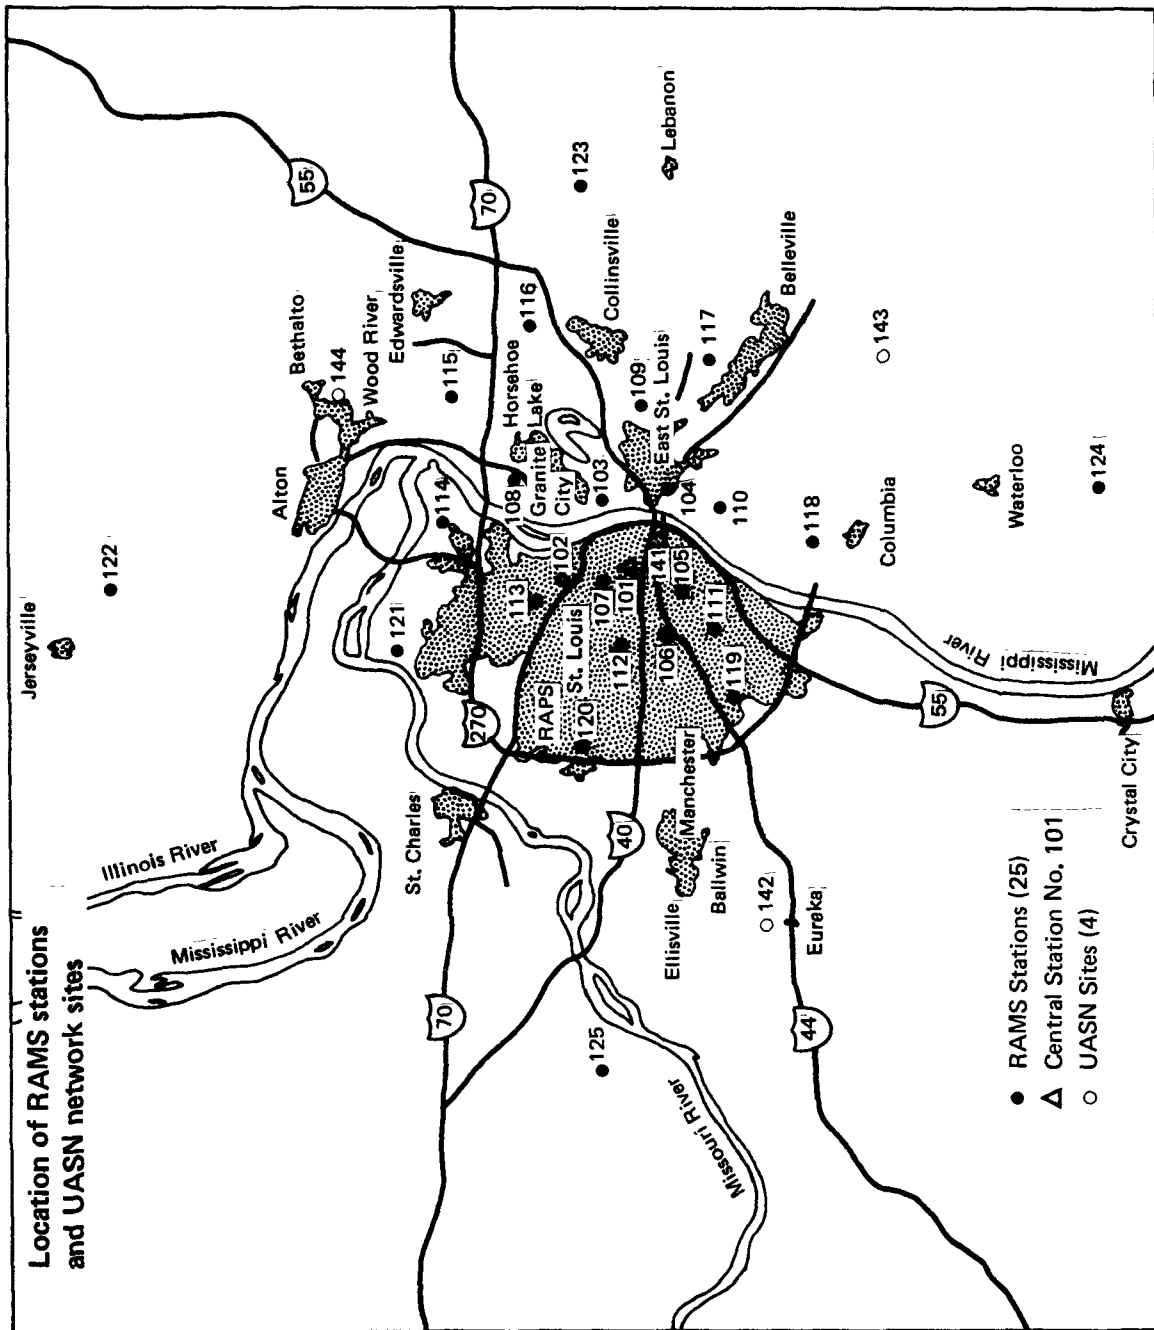 Location of RAMS stations
and UASN network sites
Jerseyville
122
Illinois River
Mississippi River
Alton
Bethalto
144
Wood River
Edwardsville
55
121
114
115
70
St. Charles
270
70
RAPS
113
102
108
Horsehoe
Lake
Granite
City
116
123
120
St. Louis
107
101
103
Collinsville
Lebanon
125
40
112
106
141
105
104
East St. Louis
109
117
Belleville
Ellisville
Manchester
Ballwin
119
111
110
142
Eureka
44
118
143
Columbia
Missouri River
55
Mississippi
River
Waterloo
124
Crystal City
RAMS Stations (25)
Central Station No. 101
UASN Sites (4)